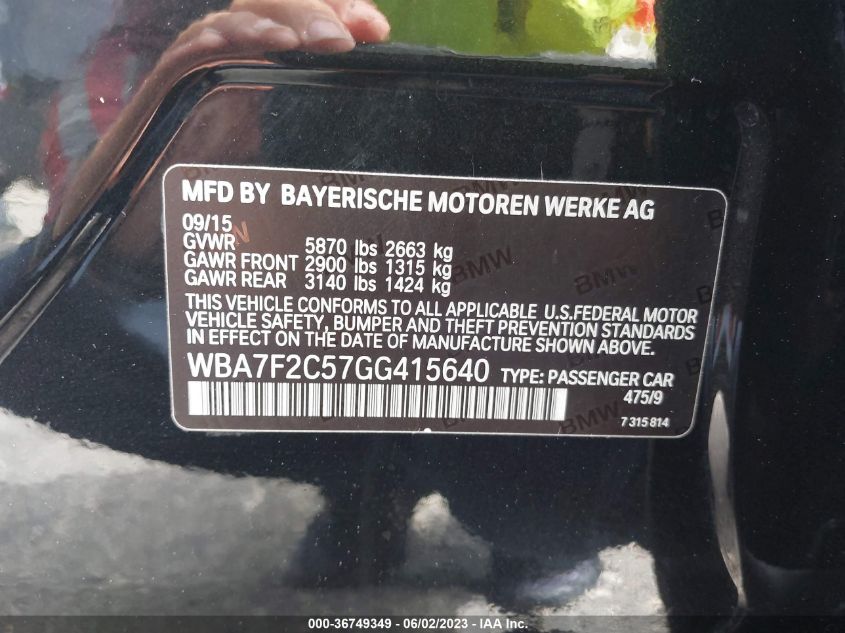 MFD BY BAYERISCHE MOTOREN WERKE AG
09/15
GVWR 5870 lbs 2663 kg
GAWR FRONT 2900 lbs 1315 kg
GAWR REAR 3140 lbs 1424 kg
THIS VEHICLE CONFORMS TO ALL APPLICABLE U.S.FEDERAL MOTOR
VEHICLE SAFETY, BUMPER AND THEFT PREVENTION STANDARDS
IN EFFECT ON THE DATE OF MANUFACTURE SHOWN ABOVE.
WBA7F2C57GG415640 TYPE: PASSENGER CAR
475/9
7 315 814
BMW
BMW
BMW
000-36749349 | 06/02/2023 - IAA Inc.